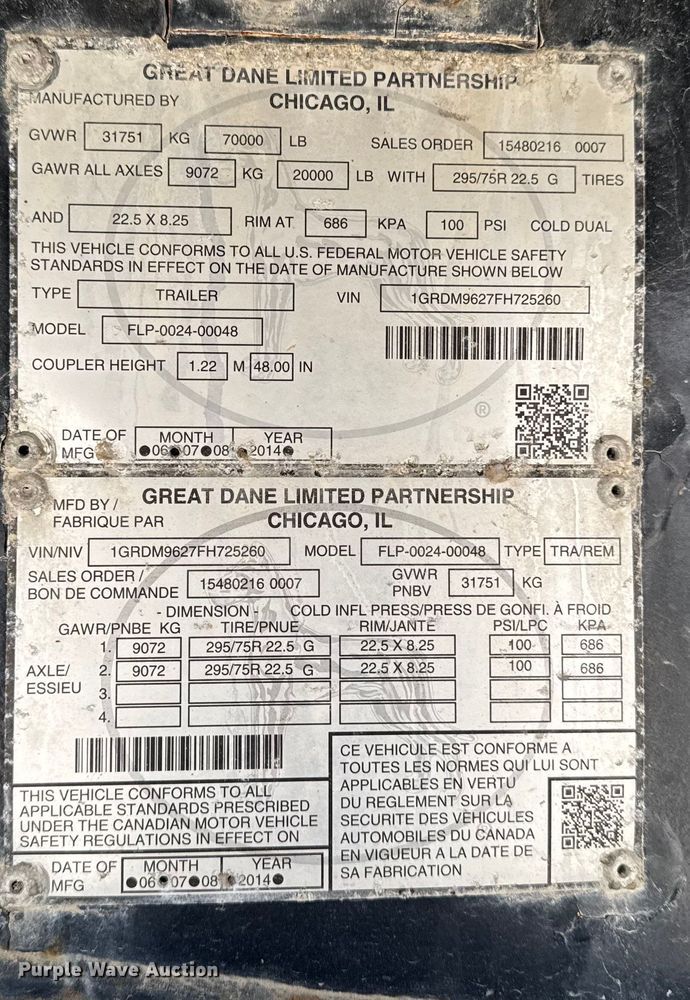 GREAT DANE LIMITED PARTNERSHIP
MANUFACTURED BY CHICAGO, IL
GVWR 31751 KG 70000 LB SALES ORDER 15480216 0007
GAWR ALL AXLES 9072 KG 20000 LB WITH 295/75R 22.5 G TIRES
AND 22.5 X 8.25 RIM AT 686 KPA 100 PSI COLD DUAL
THIS VEHICLE CONFORMS TO ALL U.S. FEDERAL MOTOR VEHICLE SAFETY
STANDARDS IN EFFECT ON THE DATE OF MANUFACTURE SHOWN BELOW
TYPE TRAILER VIN 1GRDM9627FH725260
MODEL FLP-0024-00048
COUPLER HEIGHT 1.22 M 48.00 IN
®
DATE OF MONTH YEAR
MFG ●06●07●08●2014●
MFD BY / GREAT DANE LIMITED PARTNERSHIP
FABRIQUE PAR CHICAGO, IL
VIN/NIV 1GRDM9627FH725260 MODEL FLP-0024-00048 TYPE TRA/REM
SALES ORDER / BON DE COMMANDE 15480216 0007 GVWR PNBV 31751 KG
- DIMENSION - COLD INFL PRESS/PRESS DE GONFI. À FROID
GAWR/PNBE KG TIRE/PNUE RIM/JANTE PSI/LPC KPA
1. 9072 295/75R 22.5 G 22.5 X 8.25 100 686
AXLE/ 2. 9072 295/75R 22.5 G 22.5 X 8.25 100 686
ESSIEU 3.
4.
THIS VEHICLE CONFORMS TO ALL
APPLICABLE STANDARDS PRESCRIBED
UNDER THE CANADIAN MOTOR VEHICLE
SAFETY REGULATIONS IN EFFECT ON
DATE OF MONTH YEAR
MFG ●06●07●08●2014●
CE VEHICULE EST CONFORME A
TOUTES LES NORMES QUI LUI SONT
APPLICABLES EN VERTU
DU REGLEMENT SUR LA
SECURITE DES VEHICULES
AUTOMOBILES DU CANADA
EN VIGUEUR A LA DATE DE
SA FABRICATION
Purple Wave Auction